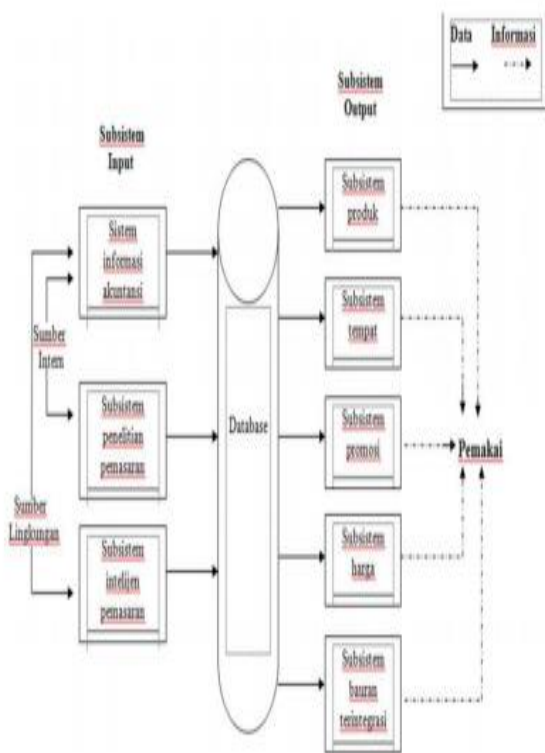 Data Informasi
Subsistem
Output
Subsistem
Input
Sistem
informasi
akuntansi
Sumber
Intern
Subsistem
penelitian
pemasaran
Sumber
Lingkungan
Subsistem
intelijen
pemasaran
Database
Subsistem
produk
Subsistem
tempat
Subsistem
promosi
Subsistem
harga
Subsistem
bauran
terintegrasi
Pemakai